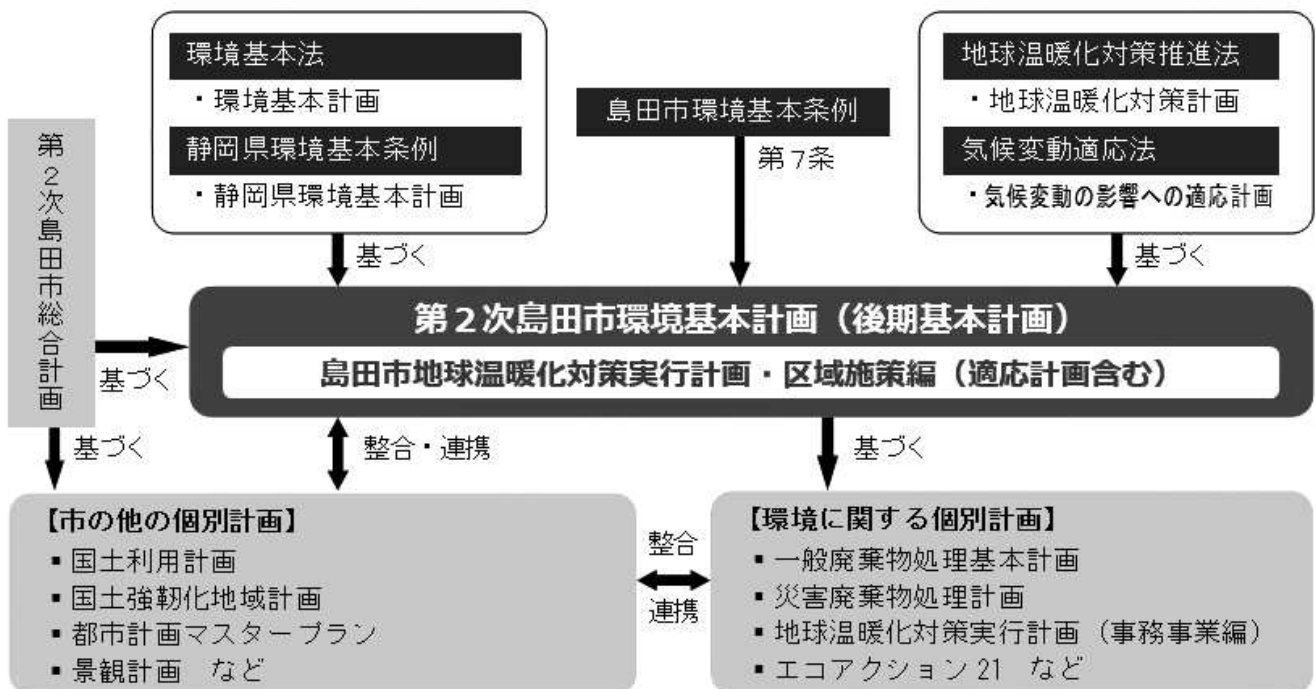 環境基本法
・環境基本計画
静岡県環境基本条例
・静岡県環境基本計画
基づく
島田市環境基本条例
第7条
地球温暖化対策推進法
・地球温暖化対策計画
気候変動適応法
・気候変動の影響への適応計画
基づく
第2次島田市総合計画
基づく
第2次島田市環境基本計画（後期基本計画）
島田市地球温暖化対策実行計画・区域施策編（適応計画含む）
基づく
整合・連携
基づく
【市の他の個別計画】
▪ 国土利用計画
▪ 国土強靭化地域計画
▪ 都市計画マスタープラン
▪ 景観計画　など
整合
連携
【環境に関する個別計画】
▪ 一般廃棄物処理基本計画
▪ 災害廃棄物処理計画
▪ 地球温暖化対策実行計画（事務事業編）
▪ エコアクション21　など